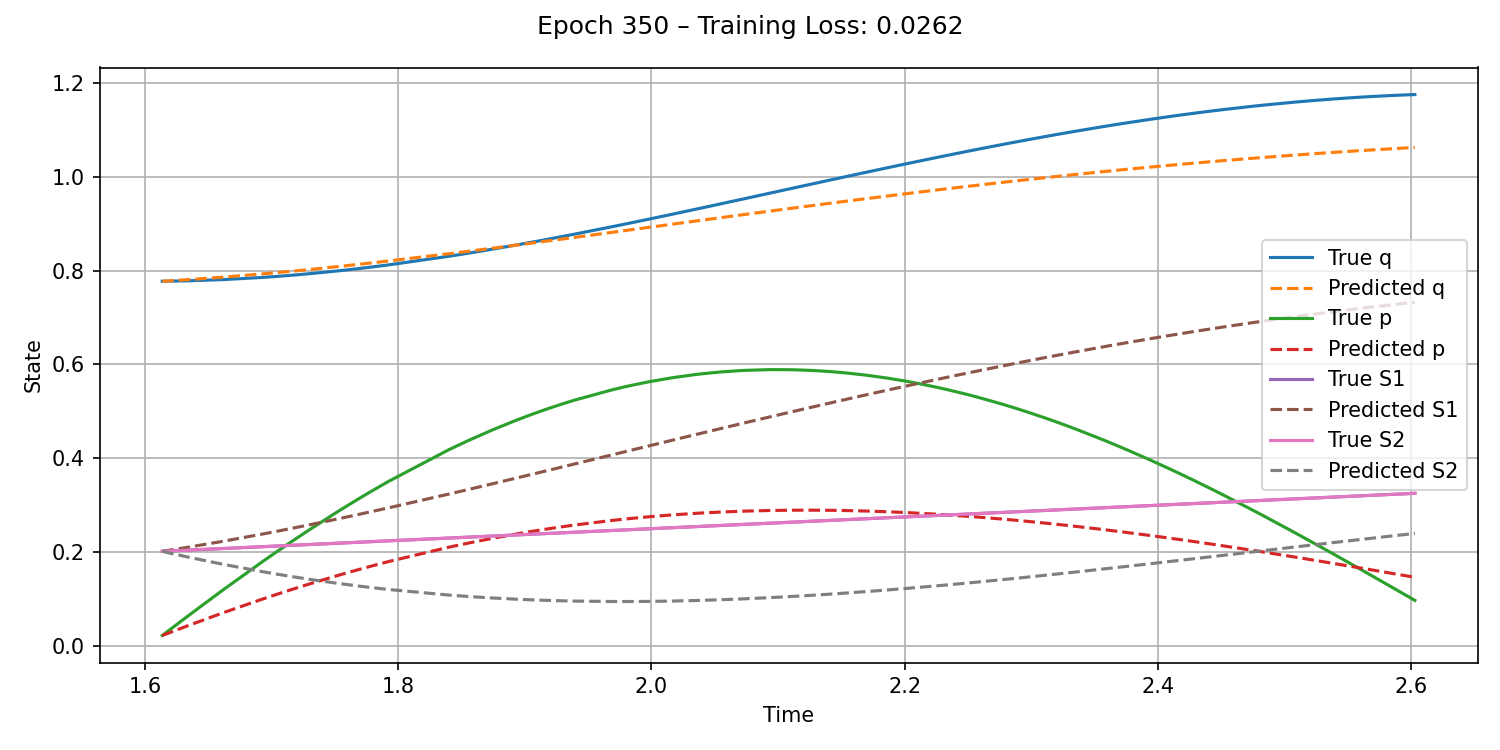 Epoch 350 – Training Loss: 0.0262
1.2
1.0
0.8
0.6
0.4
0.2
0.0
State
True q
Predicted q
True p
Predicted p
True S1
Predicted S1
True S2
Predicted S2
1.6 1.8 2.0 2.2 2.4 2.6
Time